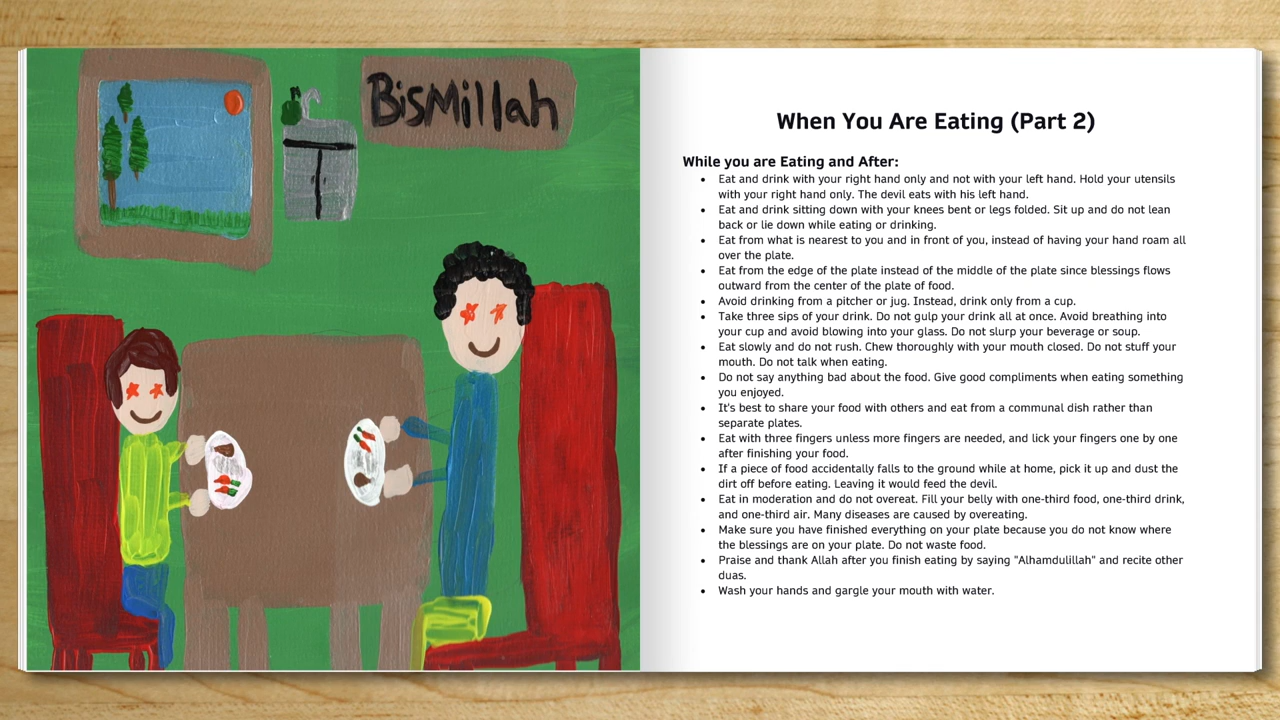 BisMillah
When You Are Eating (Part 2)
While you are Eating and After:
• Eat and drink with your right hand only and not with your left hand. Hold your utensils
with your right hand only. The devil eats with his left hand.
• Eat and drink sitting down with your knees bent or legs folded. Sit up and do not lean
back or lie down while eating or drinking.
• Eat from what is nearest to you and in front of you, instead of having your hand roam all
over the plate.
• Eat from the edge of the plate instead of the middle of the plate since blessings flows
outward from the center of the plate of food.
• Avoid drinking from a pitcher or jug. Instead, drink only from a cup.
• Take three sips of your drink. Do not gulp your drink all at once. Avoid breathing into
your cup and avoid blowing into your glass. Do not slurp your beverage or soup.
• Eat slowly and do not rush. Chew thoroughly with your mouth closed. Do not stuff your
mouth. Do not talk when eating.
• Do not say anything bad about the food. Give good compliments when eating something
you enjoyed.
• It's best to share your food with others and eat from a communal dish rather than
separate plates.
• Eat with three fingers unless more fingers are needed, and lick your fingers one by one
after finishing your food.
• If a piece of food accidentally falls to the ground while at home, pick it up and dust the
dirt off before eating. Leaving it would feed the devil.
• Eat in moderation and do not overeat. Fill your belly with one-third food, one-third drink,
and one-third air. Many diseases are caused by overeating.
• Make sure you have finished everything on your plate because you do not know where
the blessings are on your plate. Do not waste food.
• Praise and thank Allah after you finish eating by saying "Alhamdulillah" and recite other
duas.
• Wash your hands and gargle your mouth with water.